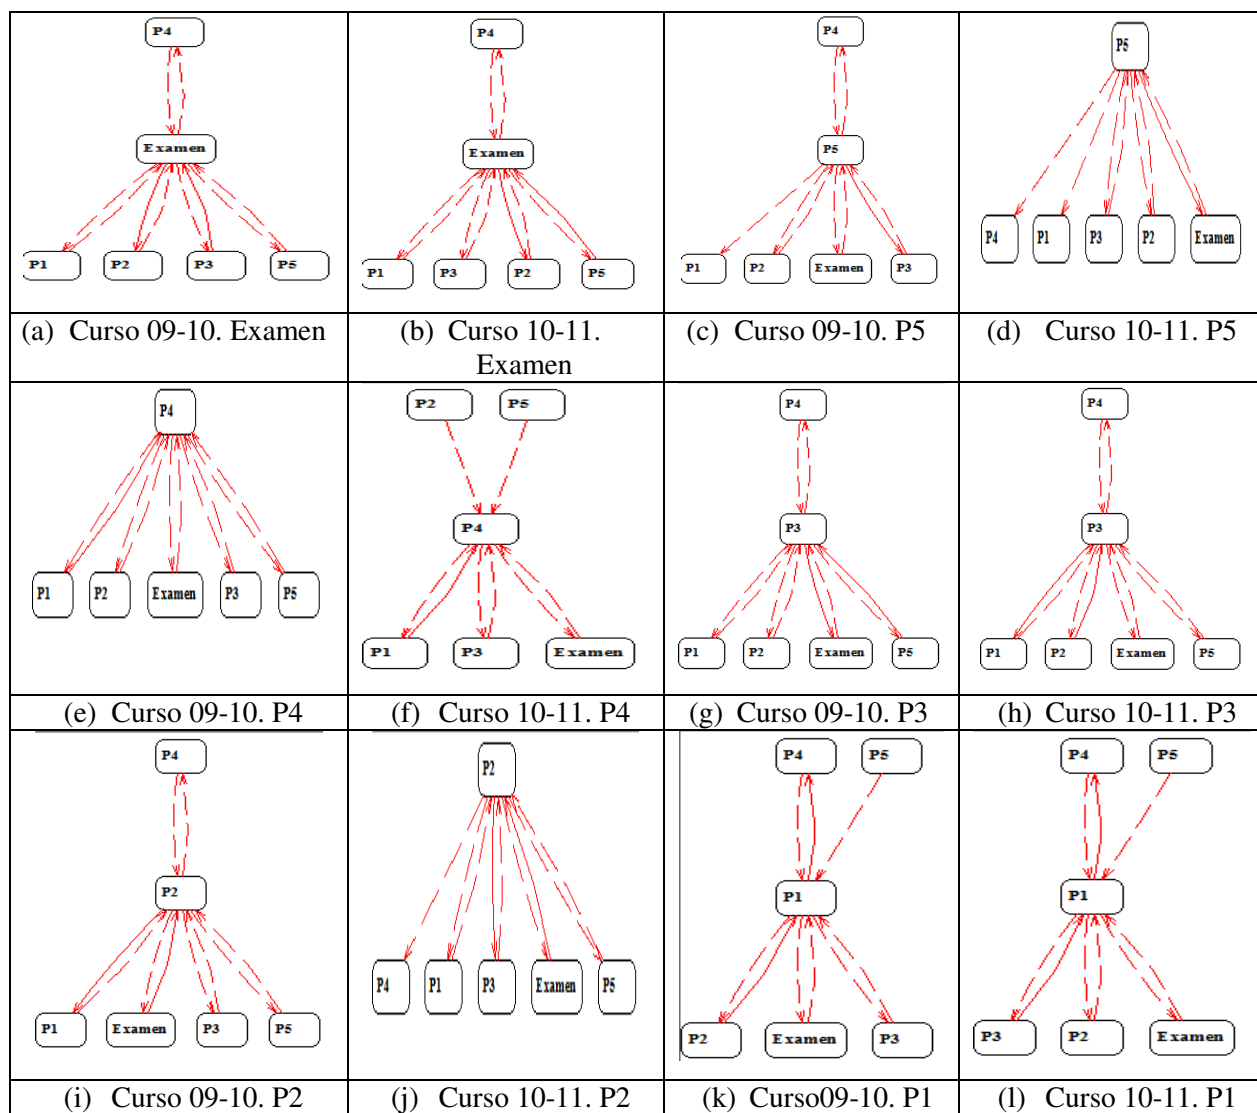 P4
Examen
P1 P2 P3 P5
(a) Curso 09-10. Examen
P4
Examen
P1 P3 P2 P5
(b) Curso 10-11.
Examen
P4
P5
P1 P2 Examen P3
(c) Curso 09-10. P5
P5
P4 P1 P3 P2 Examen
(d) Curso 10-11. P5
P4
P1 P2 Examen P3 P5
(e) Curso 09-10. P4
P2 P5
P4
P1 P3 Examen
(f) Curso 10-11. P4
P4
P3
P1 P2 Examen P5
(g) Curso 09-10. P3
P4
P3
P1 P2 Examen P5
(h) Curso 10-11. P3
P4
P2
P1 Examen P3 P5
(i) Curso 09-10. P2
P2
P4 P1 P3 Examen P5
(j) Curso 10-11. P2
P4 P5
P1
P2 Examen P3
(k) Curso09-10. P1
P4 P5
P1
P3 P2 Examen
(l) Curso 10-11. P1